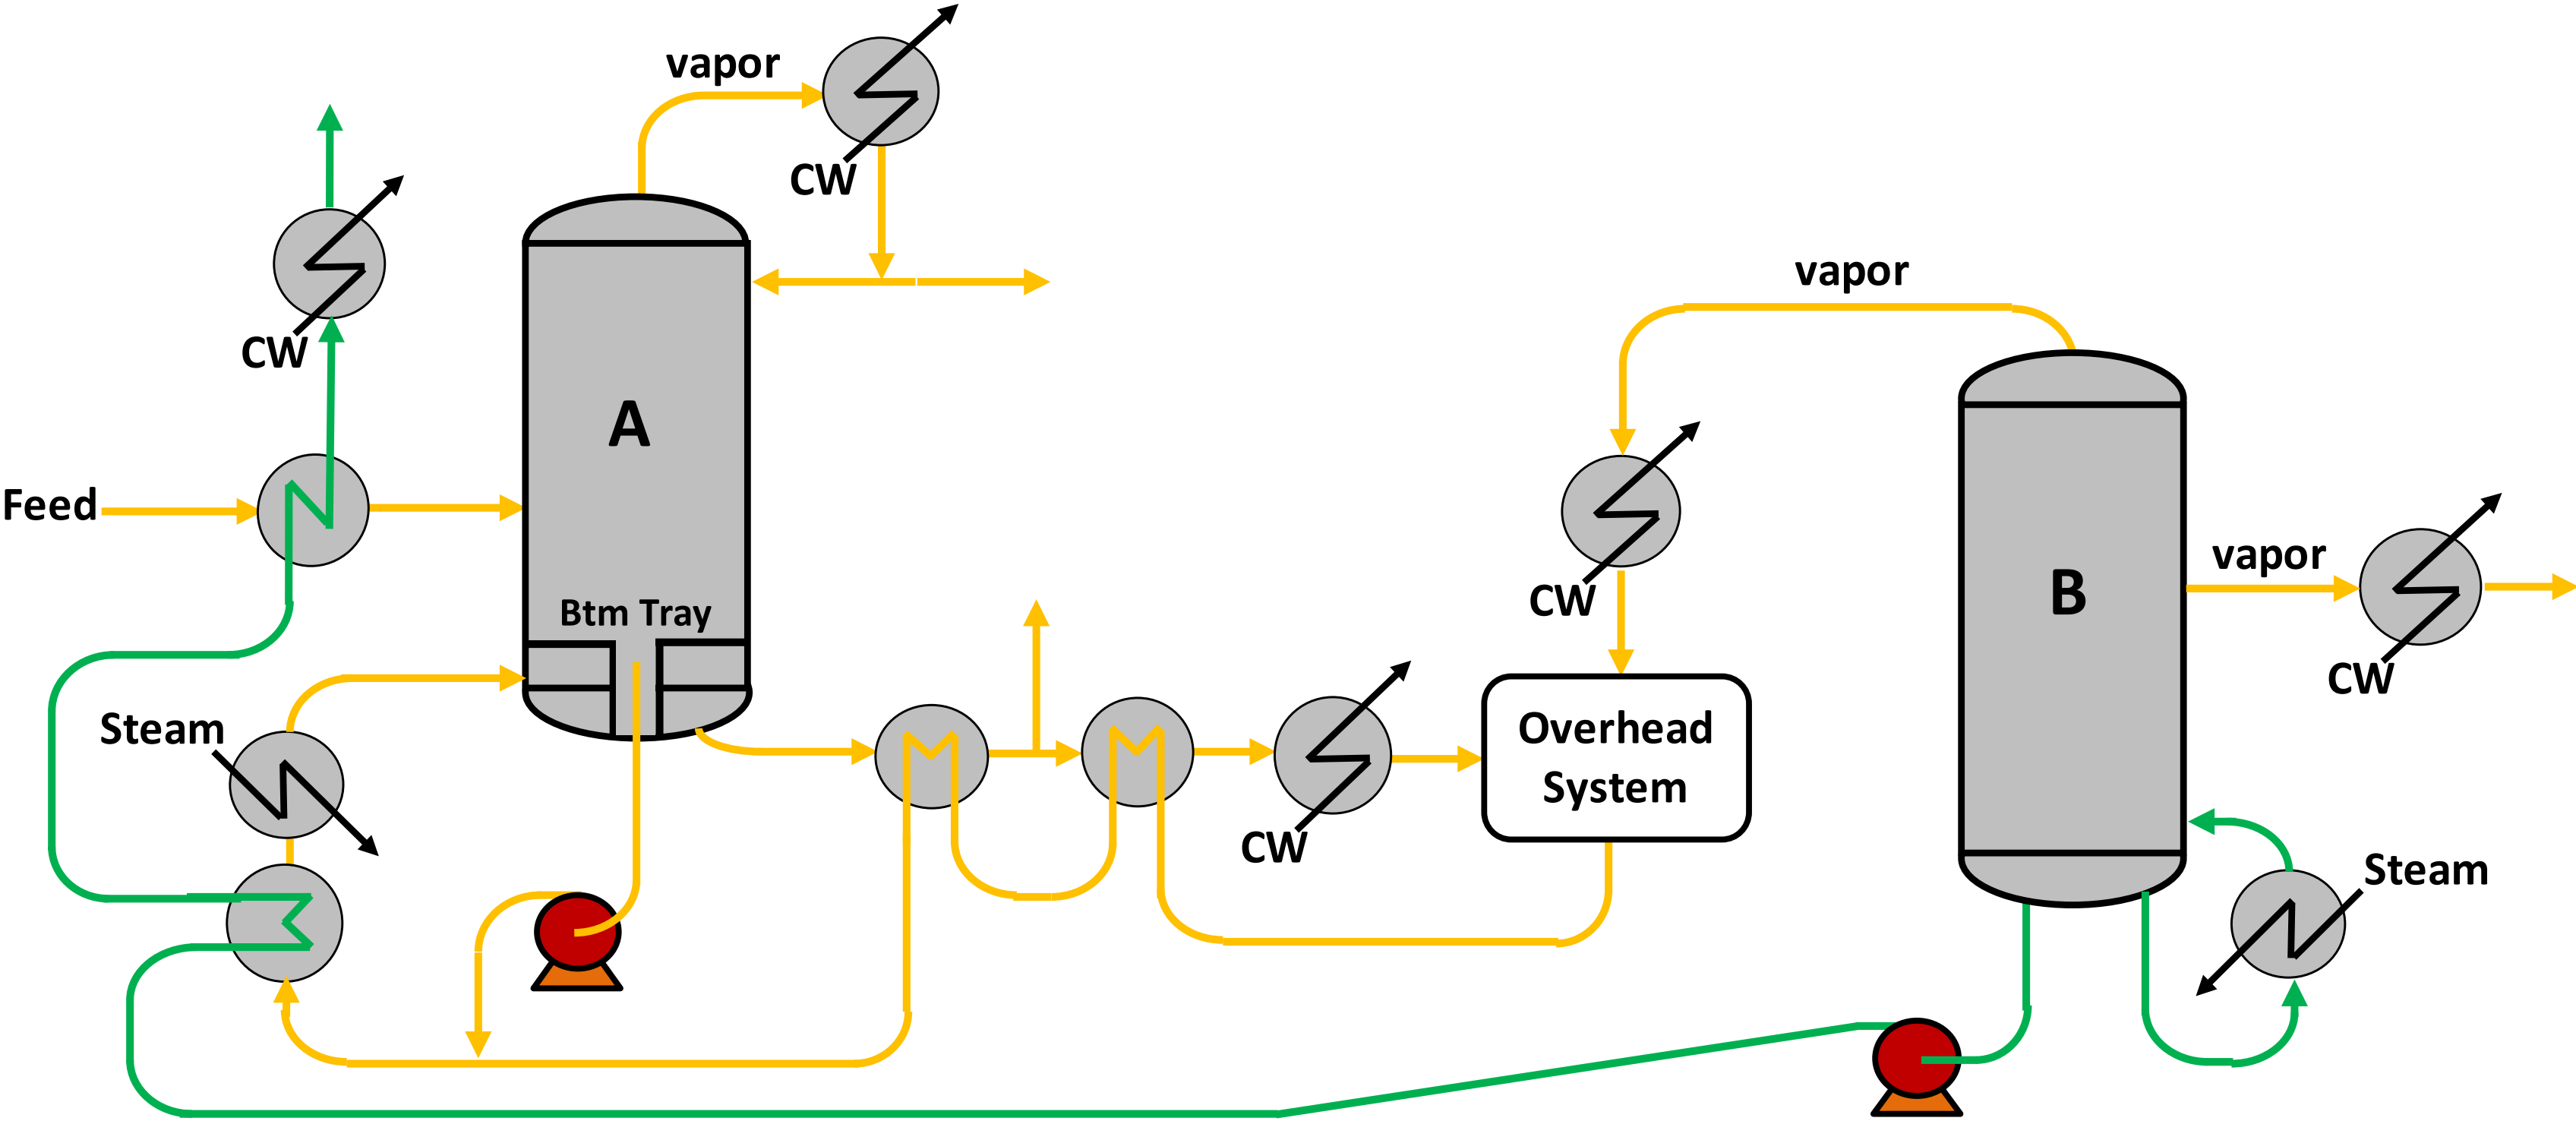 vapor
CW
vapor
CW
A
Feed
vapor
B
CW
Btm Tray
CW
Steam
Overhead
System
CW
Steam